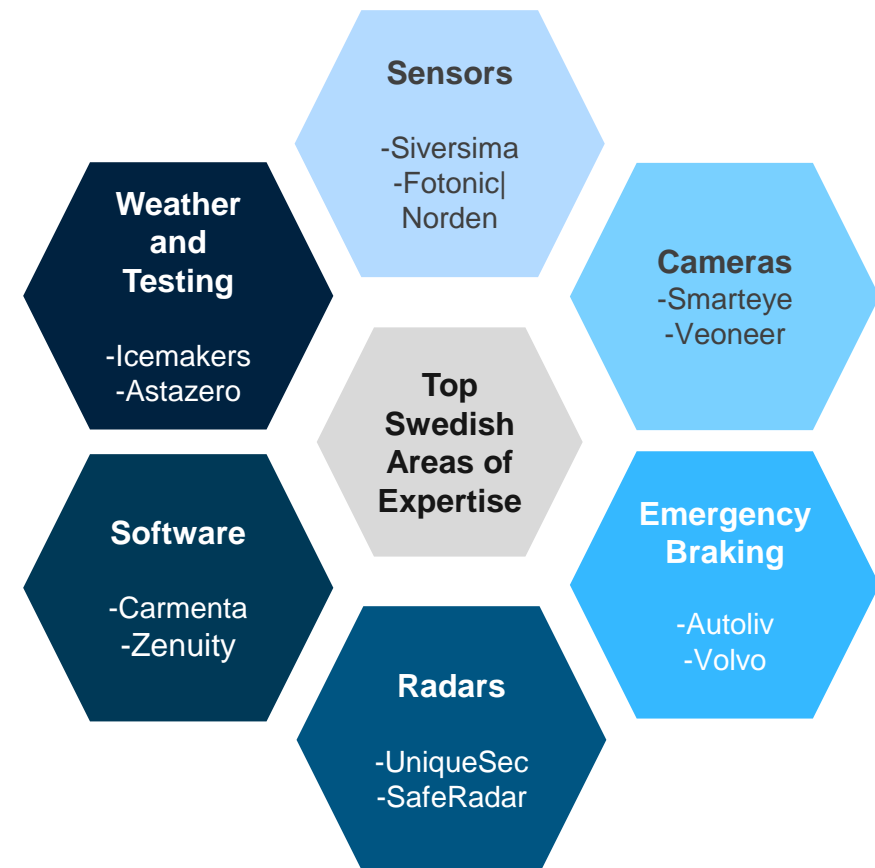 Sensors
-Siversima
-Fotonic|
Norden
Weather
and
Testing
-Icemakers
-Astazero
Cameras
-Smarteye
-Veoneer
Top
Swedish
Areas of
Expertise
Emergency
Braking
-Autoliv
-Volvo
Software
-Carmenta
-Zenuity
Radars
-UniqueSec
-SafeRadar